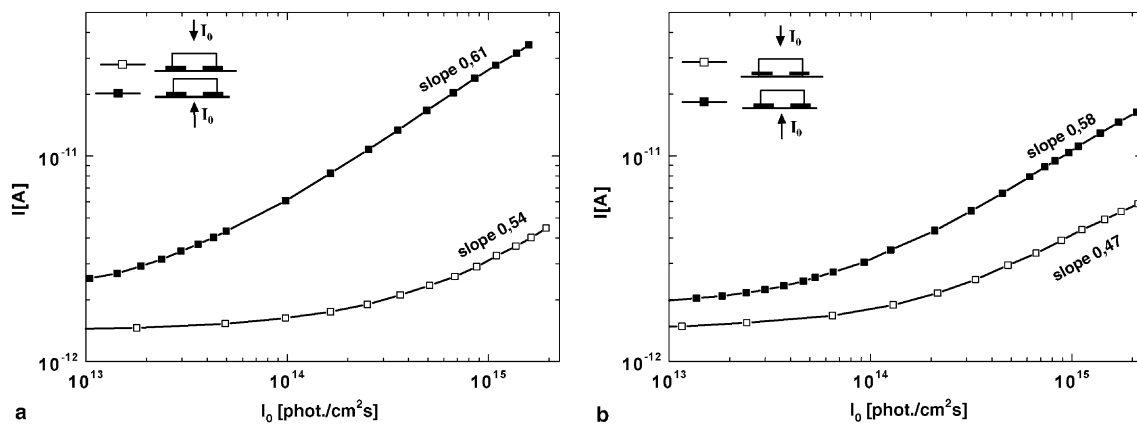 I₀
I₀
slope 0,61
slope 0,54
10⁻¹¹
10⁻¹²
I[A]
10¹³
10¹⁴
10¹⁵
I₀ [phot./cm²s]
a
I₀
I₀
slope 0,58
slope 0,47
10⁻¹¹
10⁻¹²
I[A]
10¹³
10¹⁴
10¹⁵
I₀ [phot./cm²s]
b